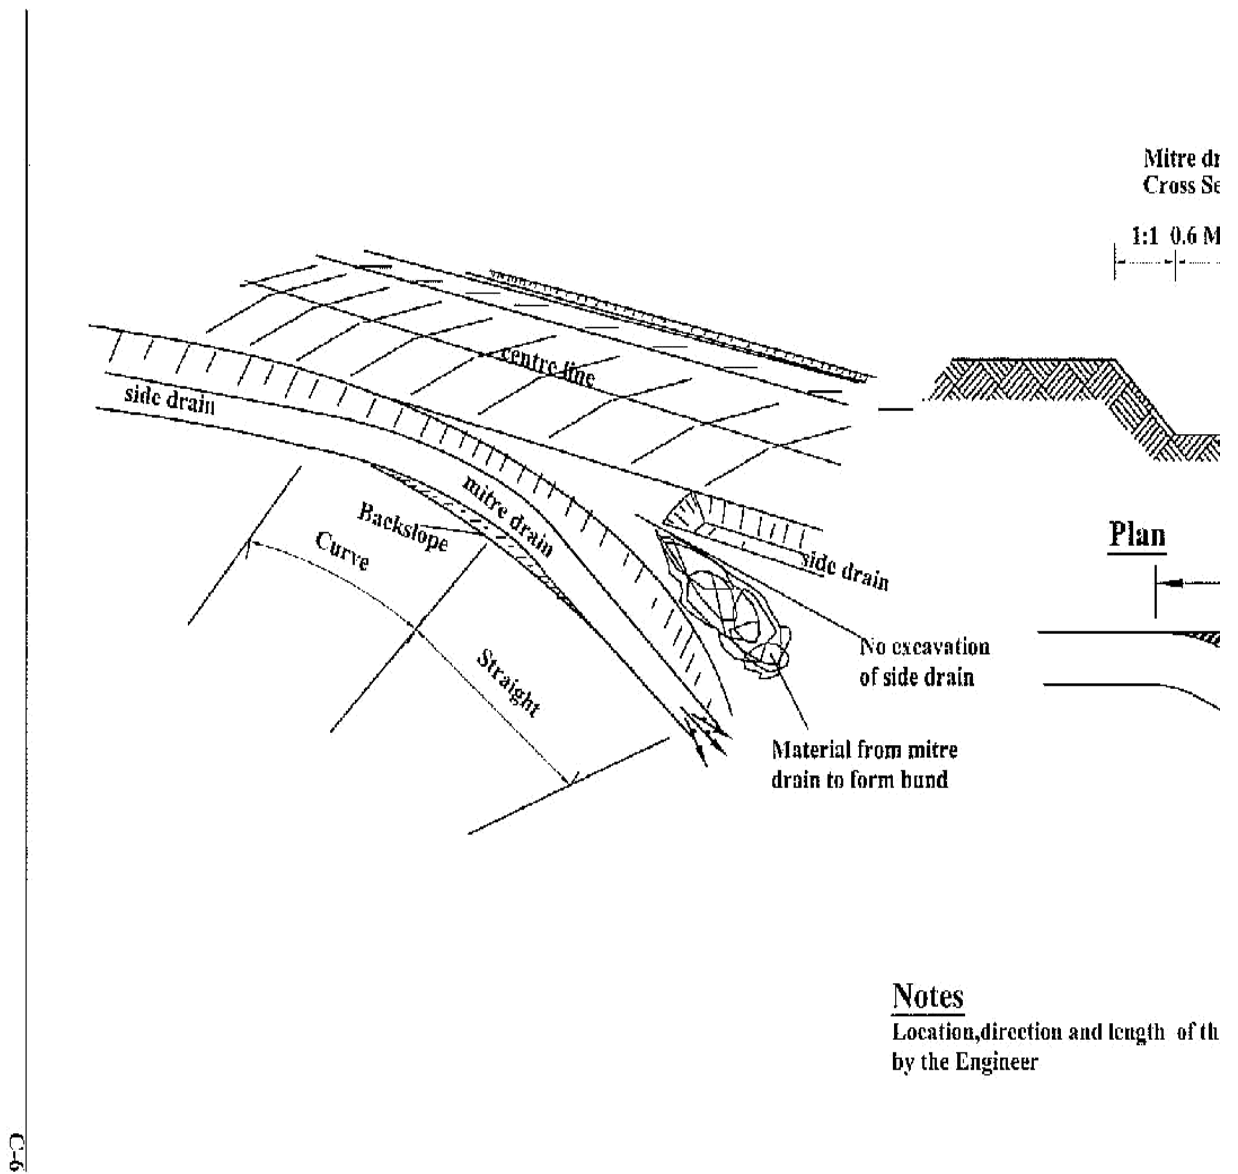 Mitre dr
Cross Se
1:1 0.6 M
centre line
side drain
mitre drain
Backslope
Curve
Straight
side drain
Plan
No excavation
of side drain
Material from mitre
drain to form bund
Notes
Location,direction and length of th
by the Engineer
C-6